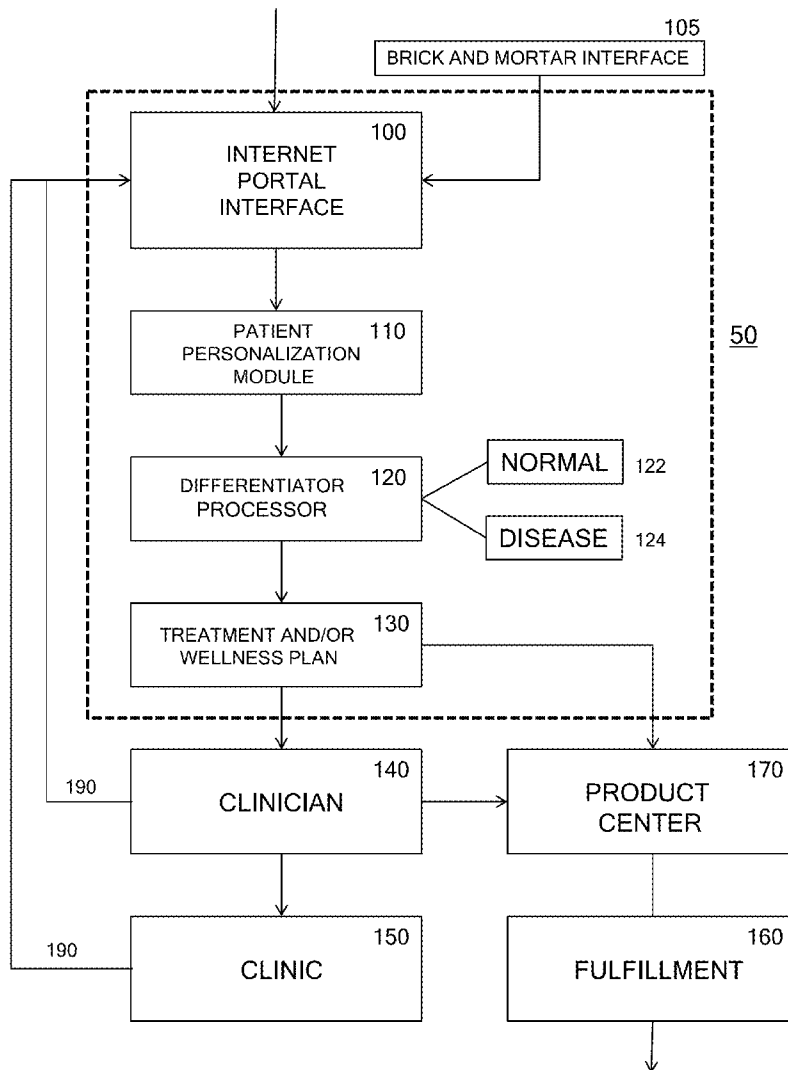 105
BRICK AND MORTAR INTERFACE
100
INTERNET
PORTAL
INTERFACE
50
110
PATIENT
PERSONALIZATION
MODULE
120
DIFFERENTIATOR
PROCESSOR
NORMAL 122
DISEASE 124
130
TREATMENT AND/OR
WELLNESS PLAN
190
140
CLINICIAN
170
PRODUCT
CENTER
190
150
CLINIC
160
FULFILLMENT